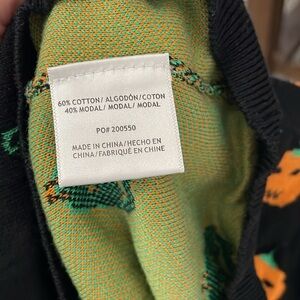 60% COTTON/ ALGODÓN/COTON
40% MODAL/ MODAL/ MODAL
PO# 200550
MADE IN CHINA/HECHO EN
CHINA/ FABRIQUÉ EN CHINE